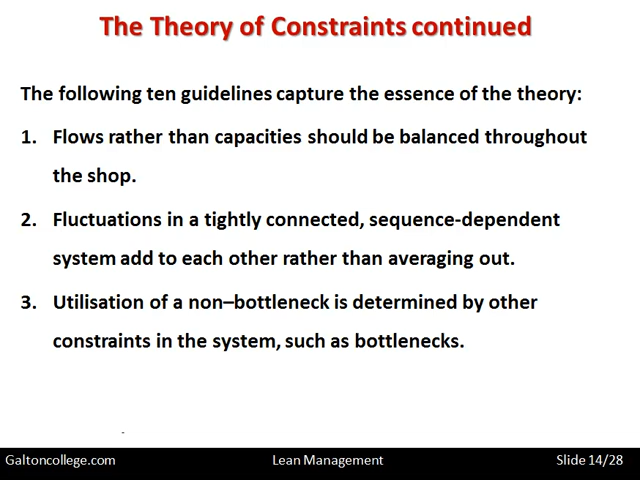 The Theory of Constraints continued
The following ten guidelines capture the essence of the theory:
1. Flows rather than capacities should be balanced throughout
the shop.
2. Fluctuations in a tightly connected, sequence-dependent
system add to each other rather than averaging out.
3. Utilisation of a non–bottleneck is determined by other
constraints in the system, such as bottlenecks.
Galtoncollege.com Lean Management Slide 14/28